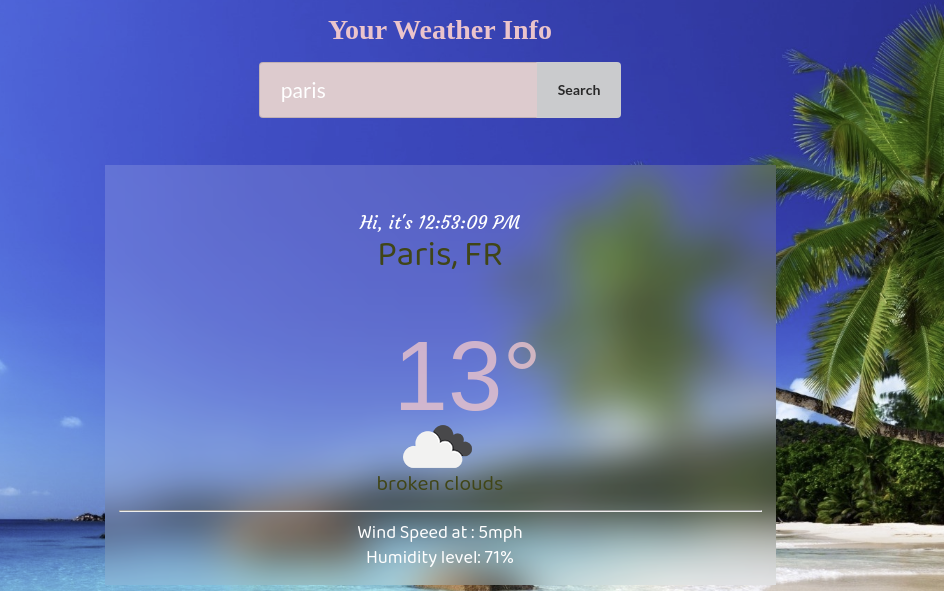 Your Weather Info
paris
Search
Hi, it's 12:53:09 PM
Paris, FR
13°
broken clouds
Wind Speed at : 5mph
Humidity level: 71%